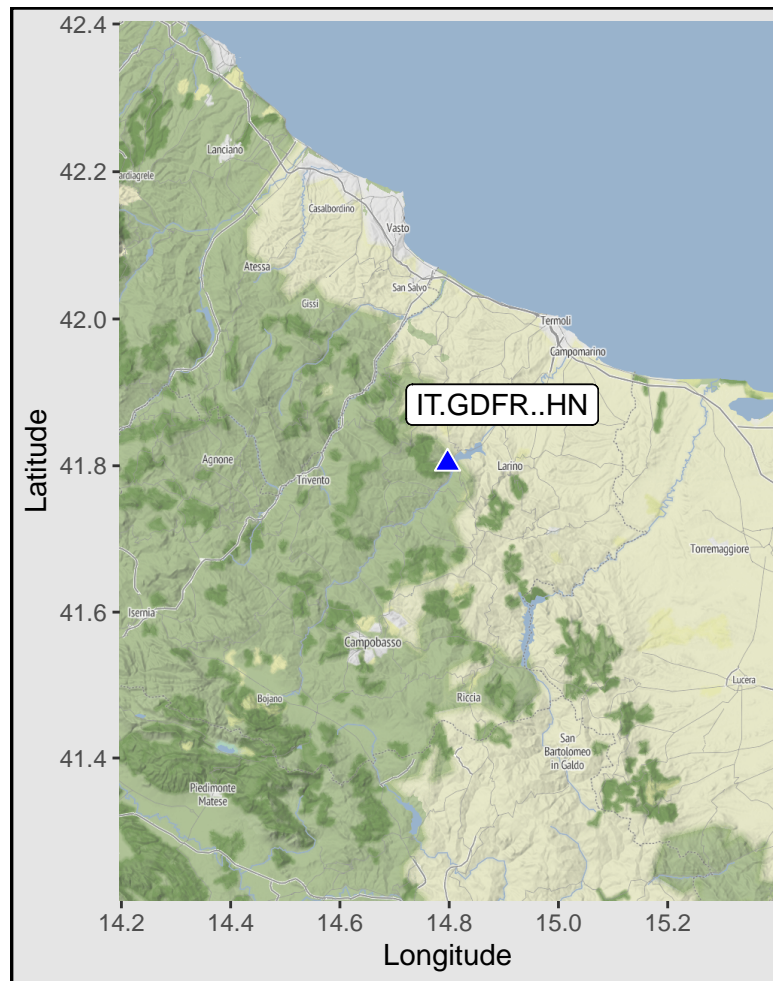 42.4
Lanciano
42.2
ardiagrele
Casalbordino
Vasto
Atessa
San Salvo
Gissi
42.0
Termoli
Campomarino
IT.GDFR..HN
Latitude
41.8
Agnone
Larino
Trivento
Torremaggiore
41.6
Isernia
Campobasso
Lucera
Bojano
Riccia
San
Bartolomeo
in Galdo
41.4
Piedimonte
Matese
14.2 14.4 14.6 14.8 15.0 15.2
Longitude